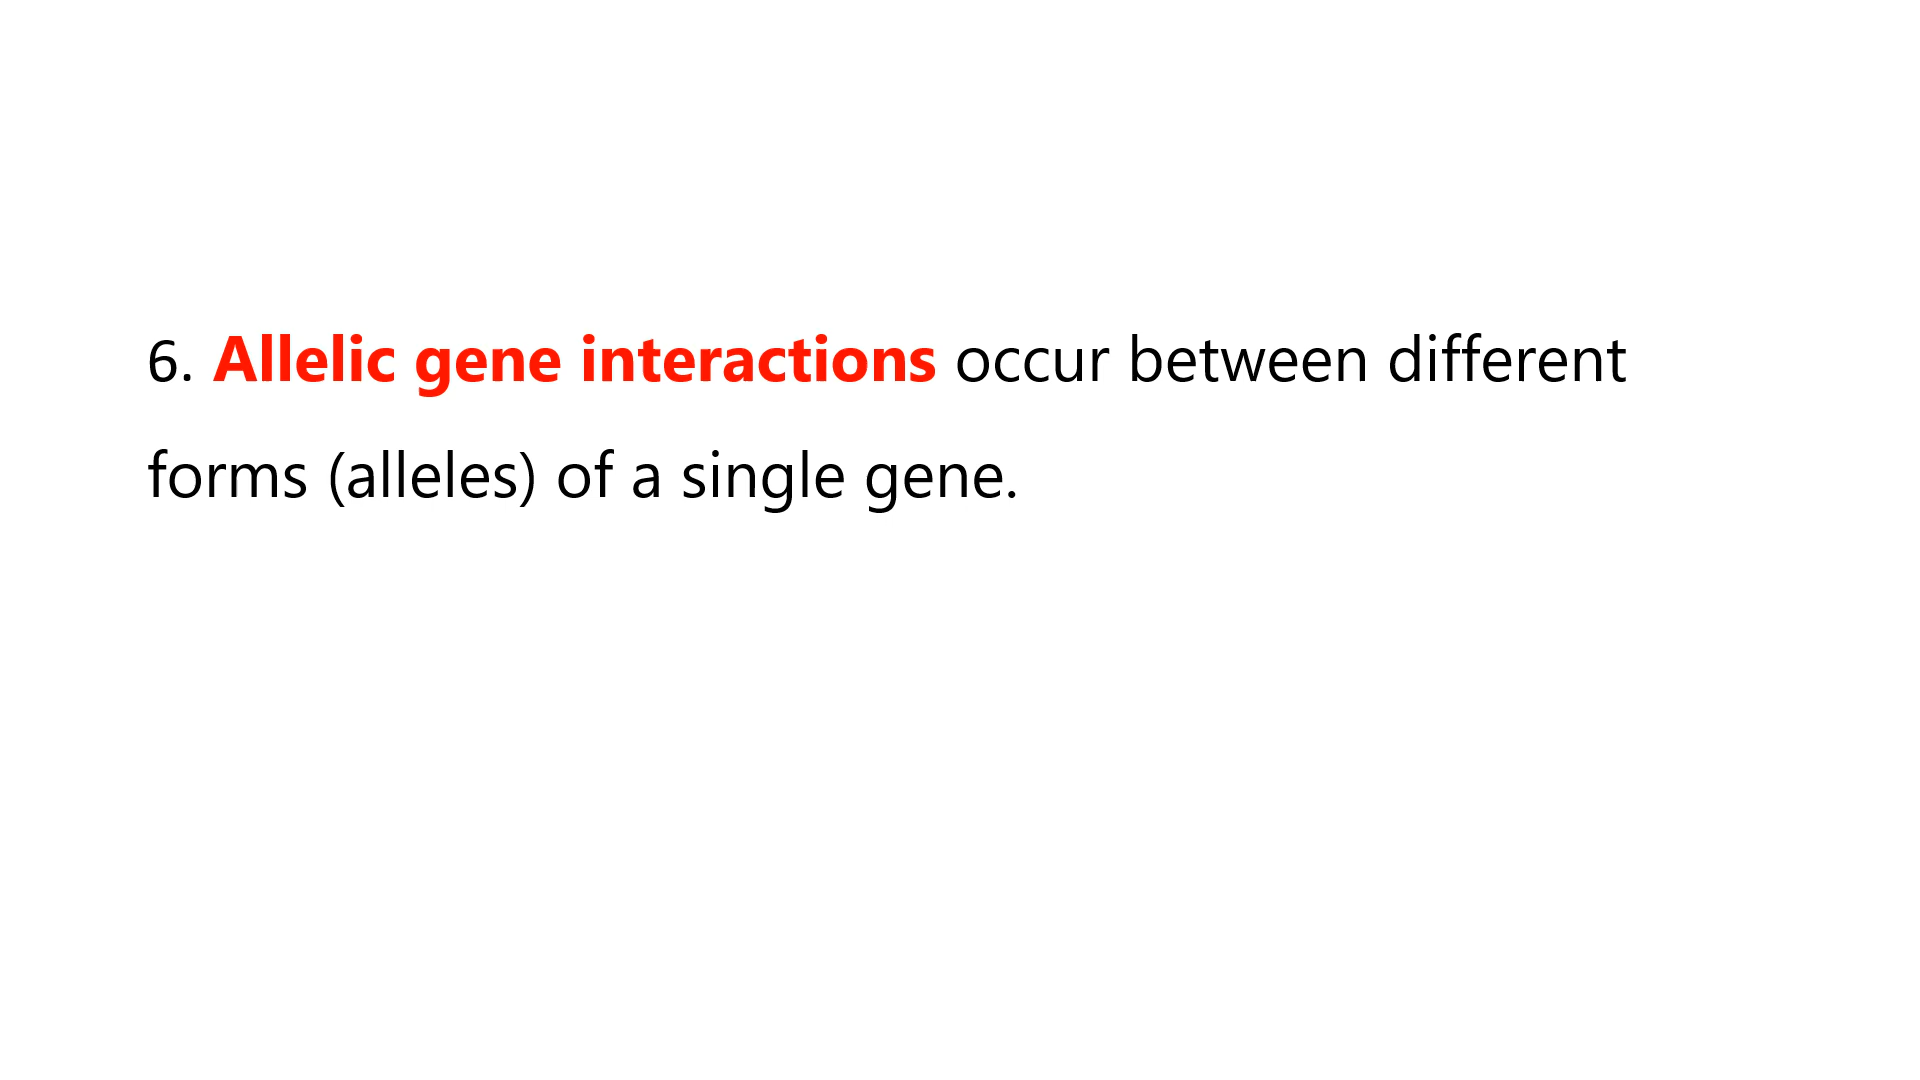 6. Allelic gene interactions occur between different
forms (alleles) of a single gene.